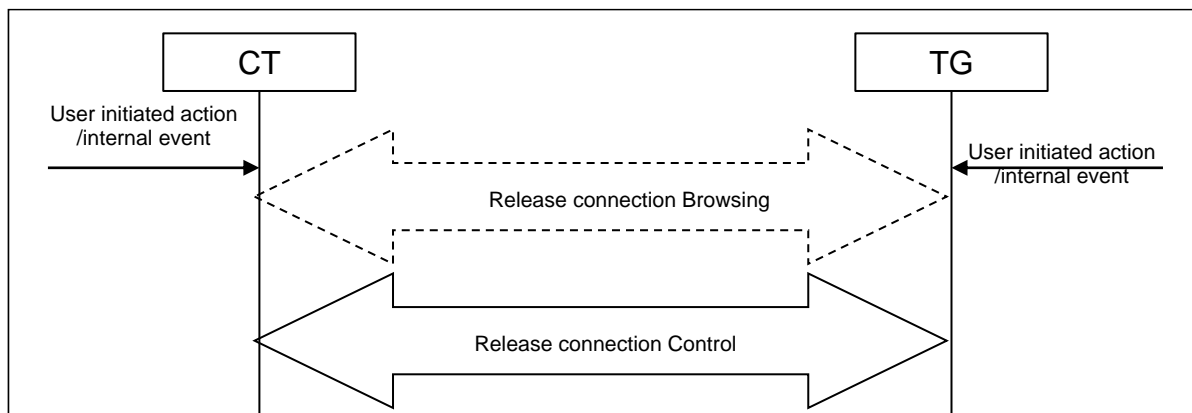 CT
TG
User initiated action
/internal event
User initiated action
/internal event
Release connection Browsing
Release connection Control